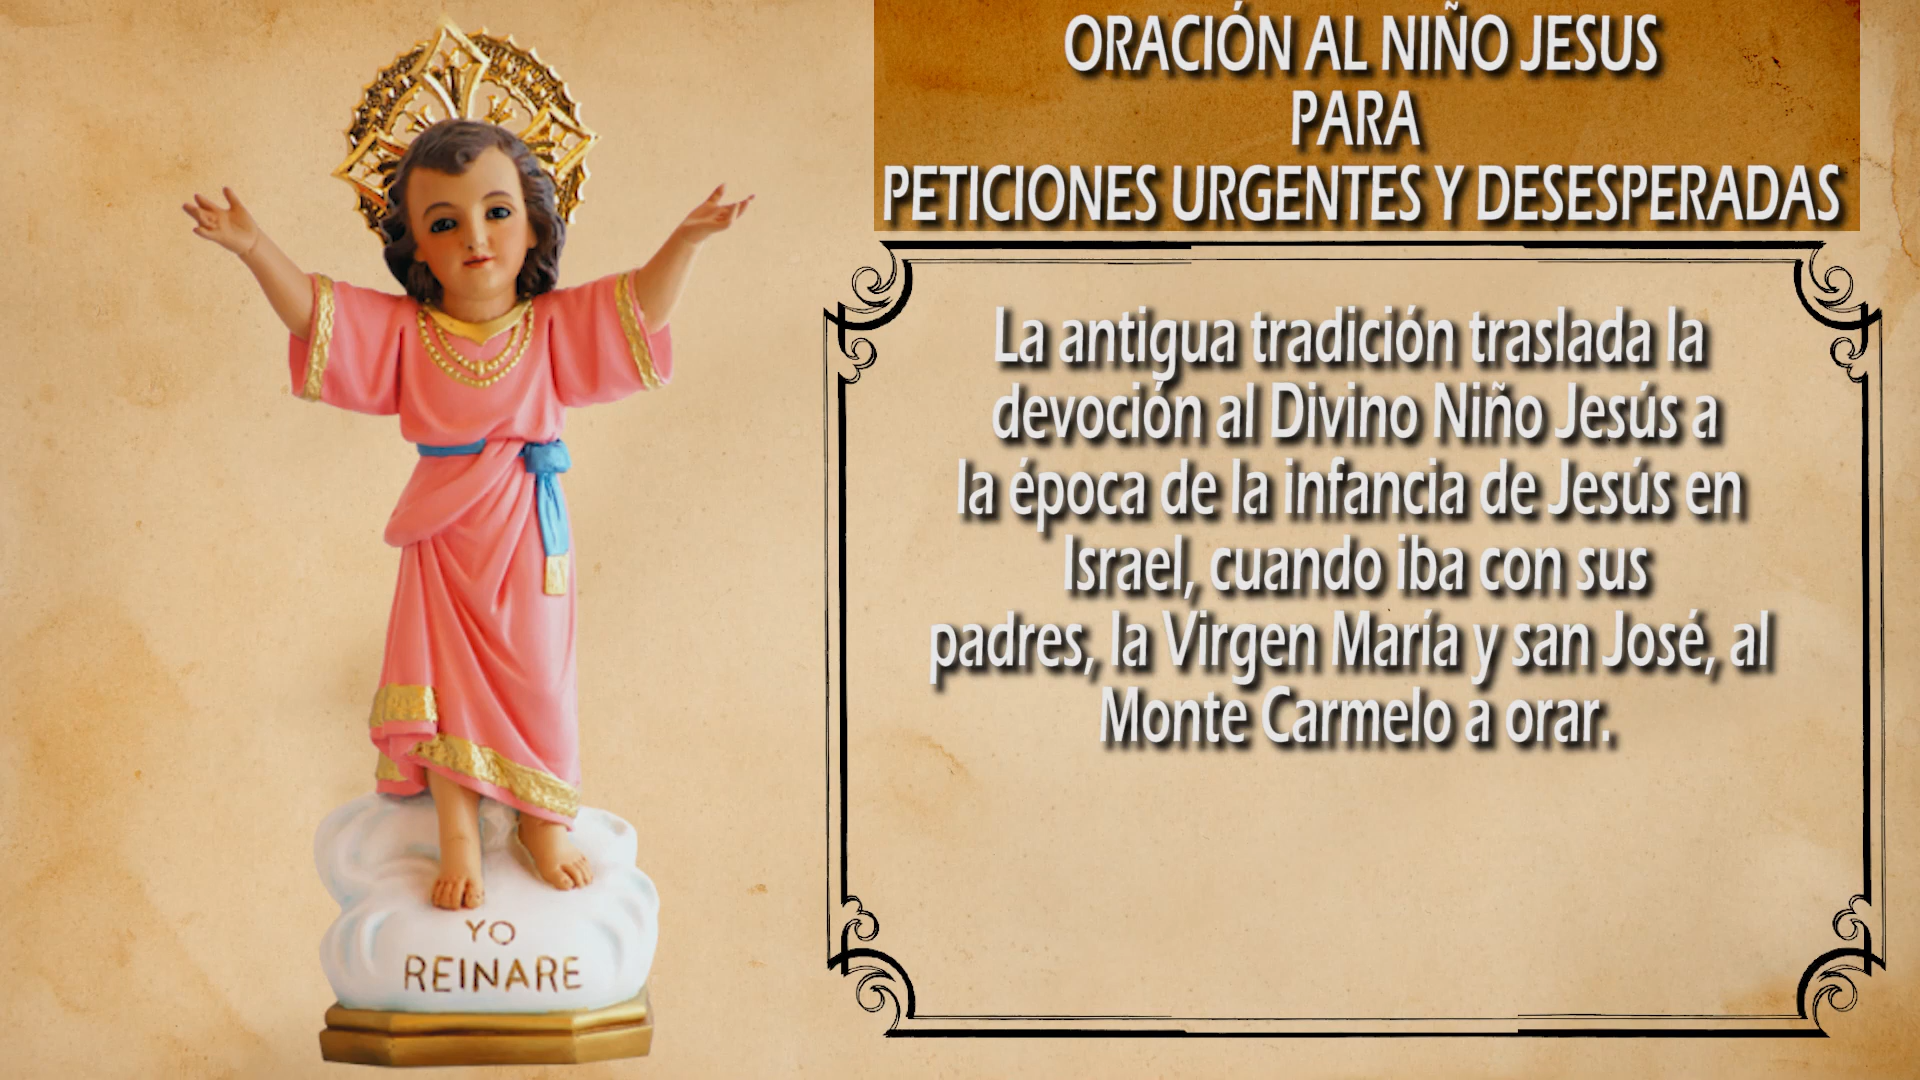 ORACIÓN AL NIÑO JESUS
PARA
PETICIONES URGENTES Y DESESPERADAS
La antigua tradición traslada la
devoción al Divino Niño Jesús a
la época de la infancia de Jesús en
Israel, cuando iba con sus
padres, la Virgen María y san José, al
Monte Carmelo a orar.
YO
REINARE